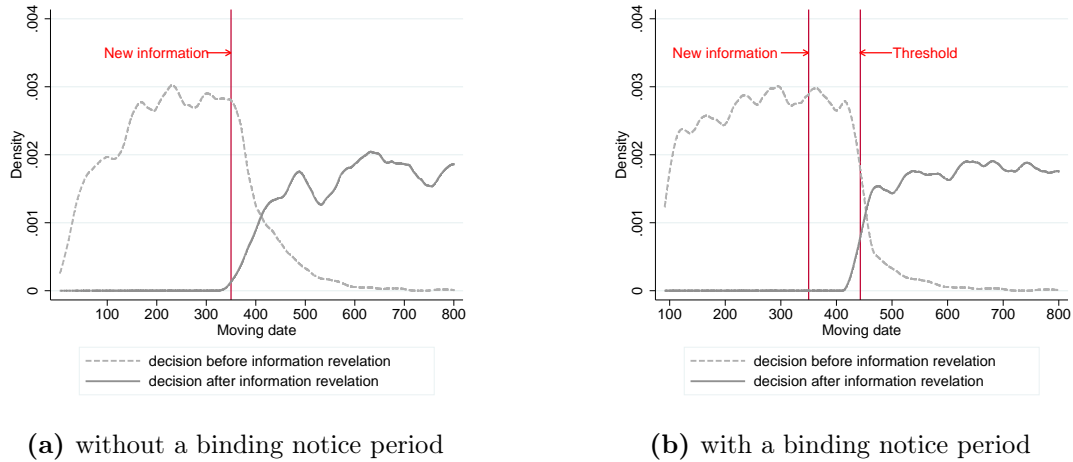 .004
.003
.002
.001
0
Density
New information
100 200 300 400 500 600 700 800
Moving date
decision before information revelation
decision after information revelation
(a) without a binding notice period
.004
.003
.002
.001
0
Density
New information
Threshold
100 200 300 400 500 600 700 800
Moving date
decision before information revelation
decision after information revelation
(b) with a binding notice period